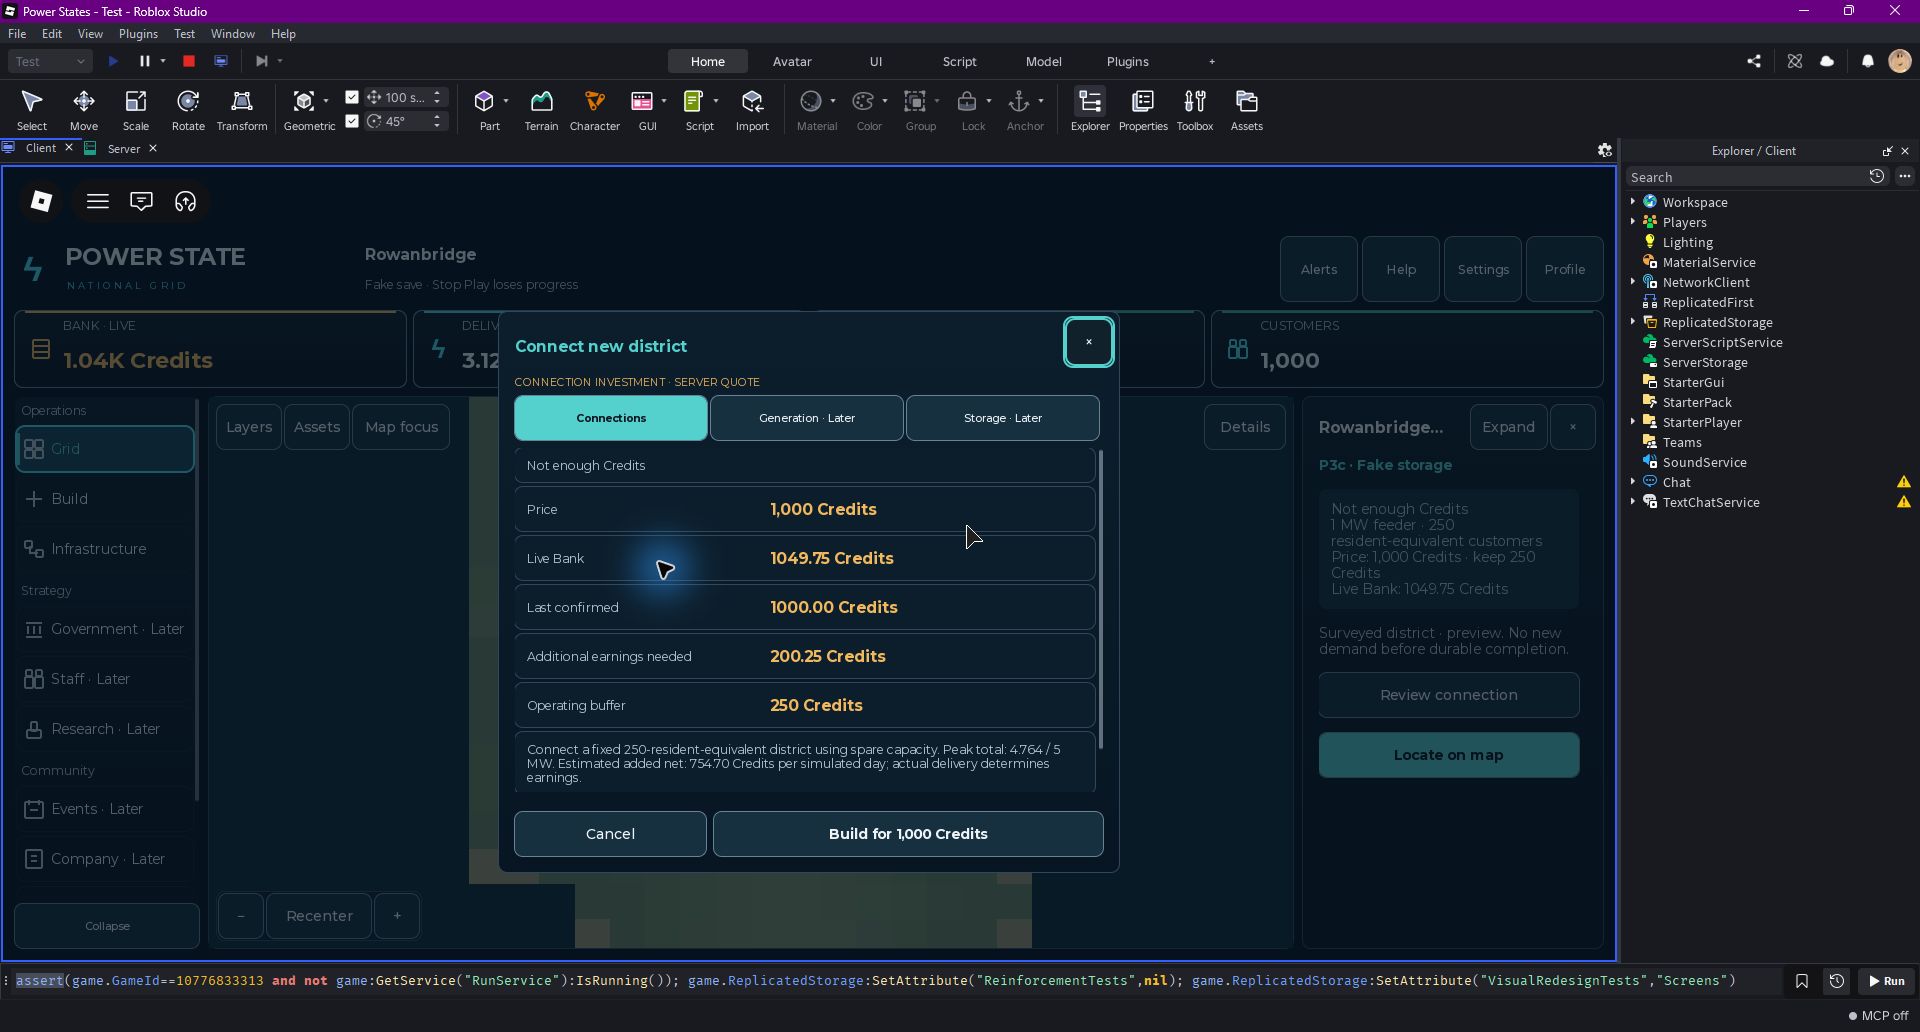 Power States - Test - Roblox Studio
File Edit View Plugins Test Window Help
Test
Home Avatar UI Script Model Plugins +
100 s...
45°
Select Move Scale Rotate Transform Geometric Part Terrain Character GUI Script Import Material Color Group Lock Anchor Explorer Properties Toolbox Assets
Client Server
POWER STATE
NATIONAL GRID
Rowanbridge
Fake save · Stop Play loses progress
Alerts Help Settings Profile
BANK · LIVE
1.04K Credits
DELIV
3.12
CUSTOMERS
1,000
Operations
Grid
Build
Infrastructure
Strategy
Government · Later
Staff · Later
Research · Later
Community
Events · Later
Company · Later
Collapse
Layers Assets Map focus
Details
− Recenter +
Connect new district
×
CONNECTION INVESTMENT · SERVER QUOTE
Connections Generation · Later Storage · Later
Not enough Credits
Price 1,000 Credits
Live Bank 1049.75 Credits
Last confirmed 1000.00 Credits
Additional earnings needed 200.25 Credits
Operating buffer 250 Credits
Connect a fixed 250-resident-equivalent district using spare capacity. Peak total: 4.764 / 5
MW. Estimated added net: 754.70 Credits per simulated day; actual delivery determines
earnings.
Cancel Build for 1,000 Credits
Rowanbridge... Expand ×
P3c · Fake storage
Not enough Credits
1 MW feeder · 250
resident-equivalent customers
Price: 1,000 Credits · keep 250
Credits
Live Bank: 1049.75 Credits
Surveyed district · preview. No new
demand before durable completion.
Review connection
Locate on map
Explorer / Client
Search
Workspace
Players
Lighting
MaterialService
NetworkClient
ReplicatedFirst
ReplicatedStorage
ServerScriptService
ServerStorage
StarterGui
StarterPack
StarterPlayer
Teams
SoundService
Chat
TextChatService
assert(game.GameId==10776833313 and not game:GetService("RunService"):IsRunning()); game.ReplicatedStorage:SetAttribute("ReinforcementTests",nil); game.ReplicatedStorage:SetAttribute("VisualRedesignTests","Screens")
Run
MCP off